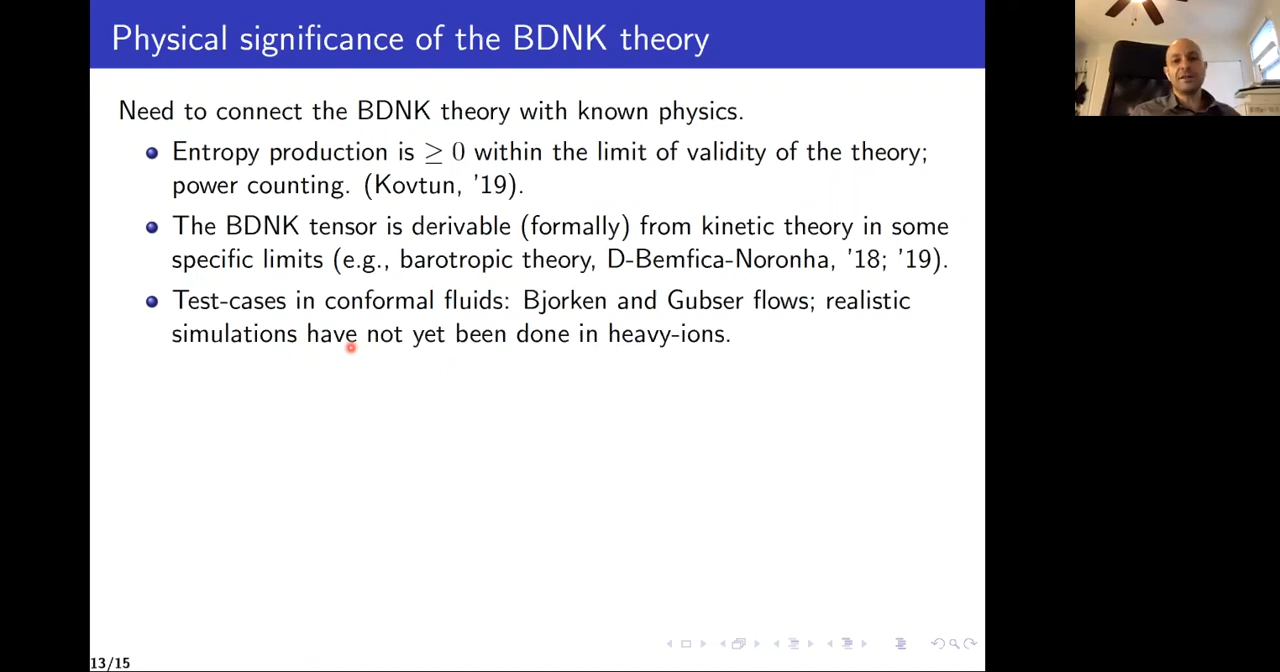 Physical significance of the BDNK theory
Need to connect the BDNK theory with known physics.
Entropy production is ≥ 0 within the limit of validity of the theory;
power counting. (Kovtun, '19).
The BDNK tensor is derivable (formally) from kinetic theory in some
specific limits (e.g., barotropic theory, D-Bemfica-Noronha, '18; '19).
Test-cases in conformal fluids: Bjorken and Gubser flows; realistic
simulations have not yet been done in heavy-ions.
13/15